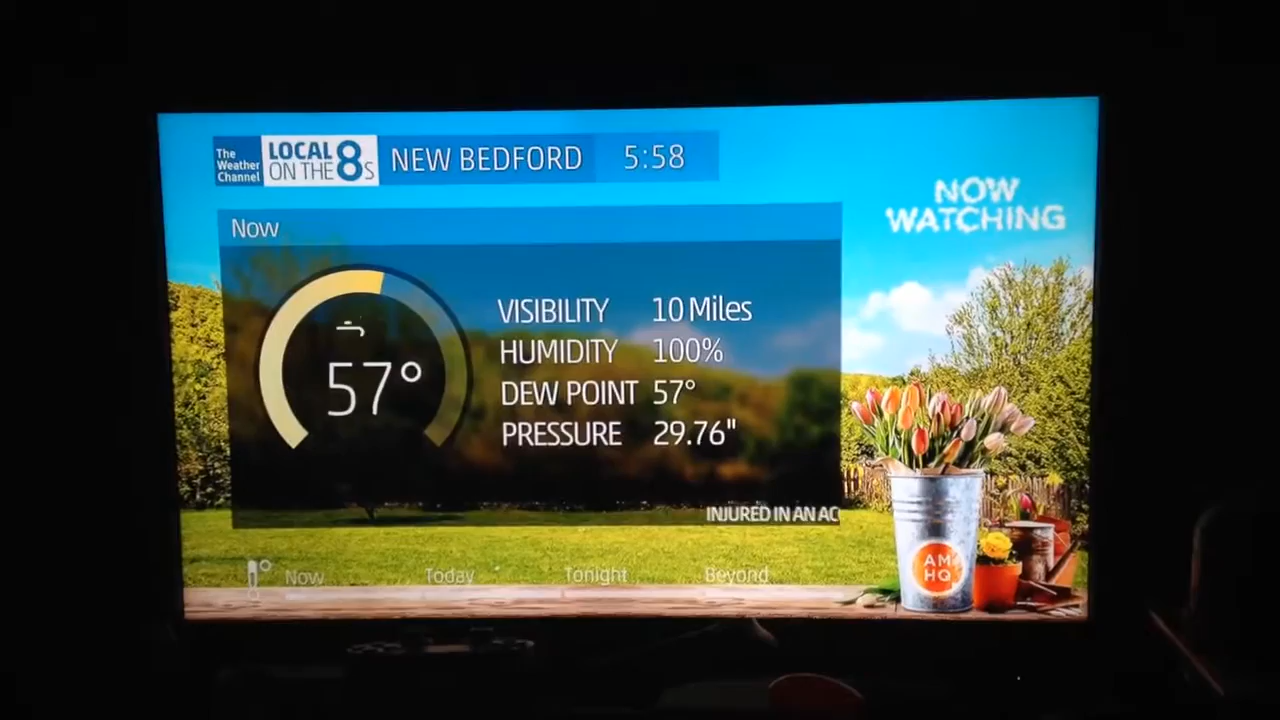 The Weather Channel
LOCAL ON THE 8s
NEW BEDFORD 5:58
NOW WATCHING
Now
57°
VISIBILITY 10 Miles
HUMIDITY 100%
DEW POINT 57°
PRESSURE 29.76"
INJURED IN AN AC
Now Today Tonight Beyond
AM
HQ